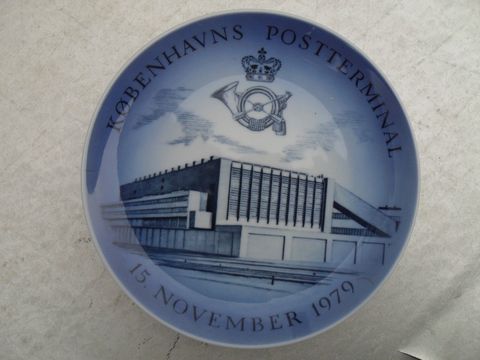 KØBENHAVNS POSTTERMINAL
15. NOVEMBER 1979